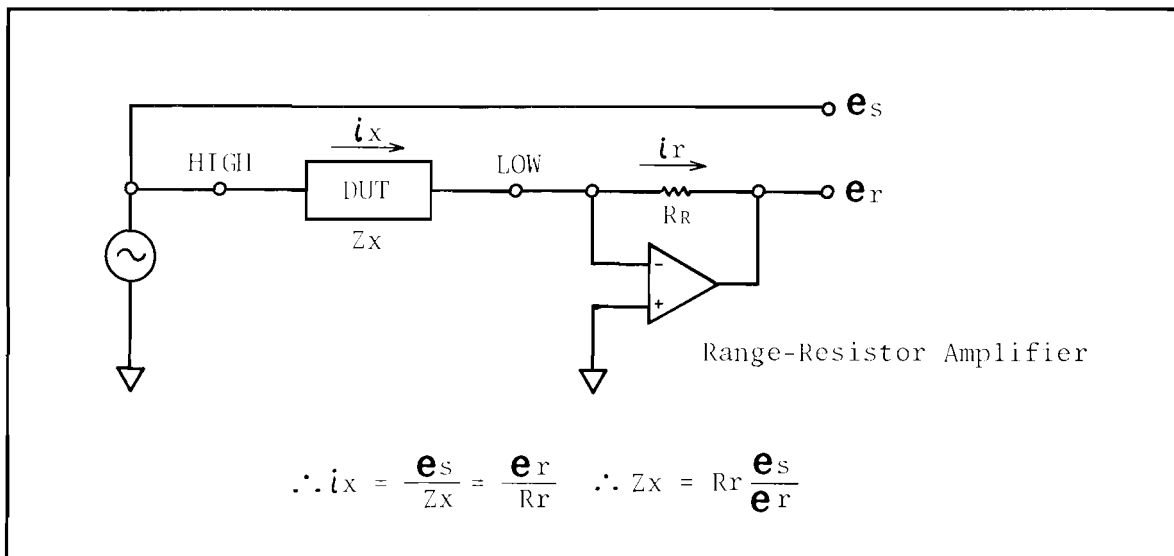 es
ix
HIGH
DUT
LOW
ir
er
Zx
RR
-
+
Range-Resistor Amplifier
∴ ix = es/Zx = er/Rr ∴ Zx = Rr es/er